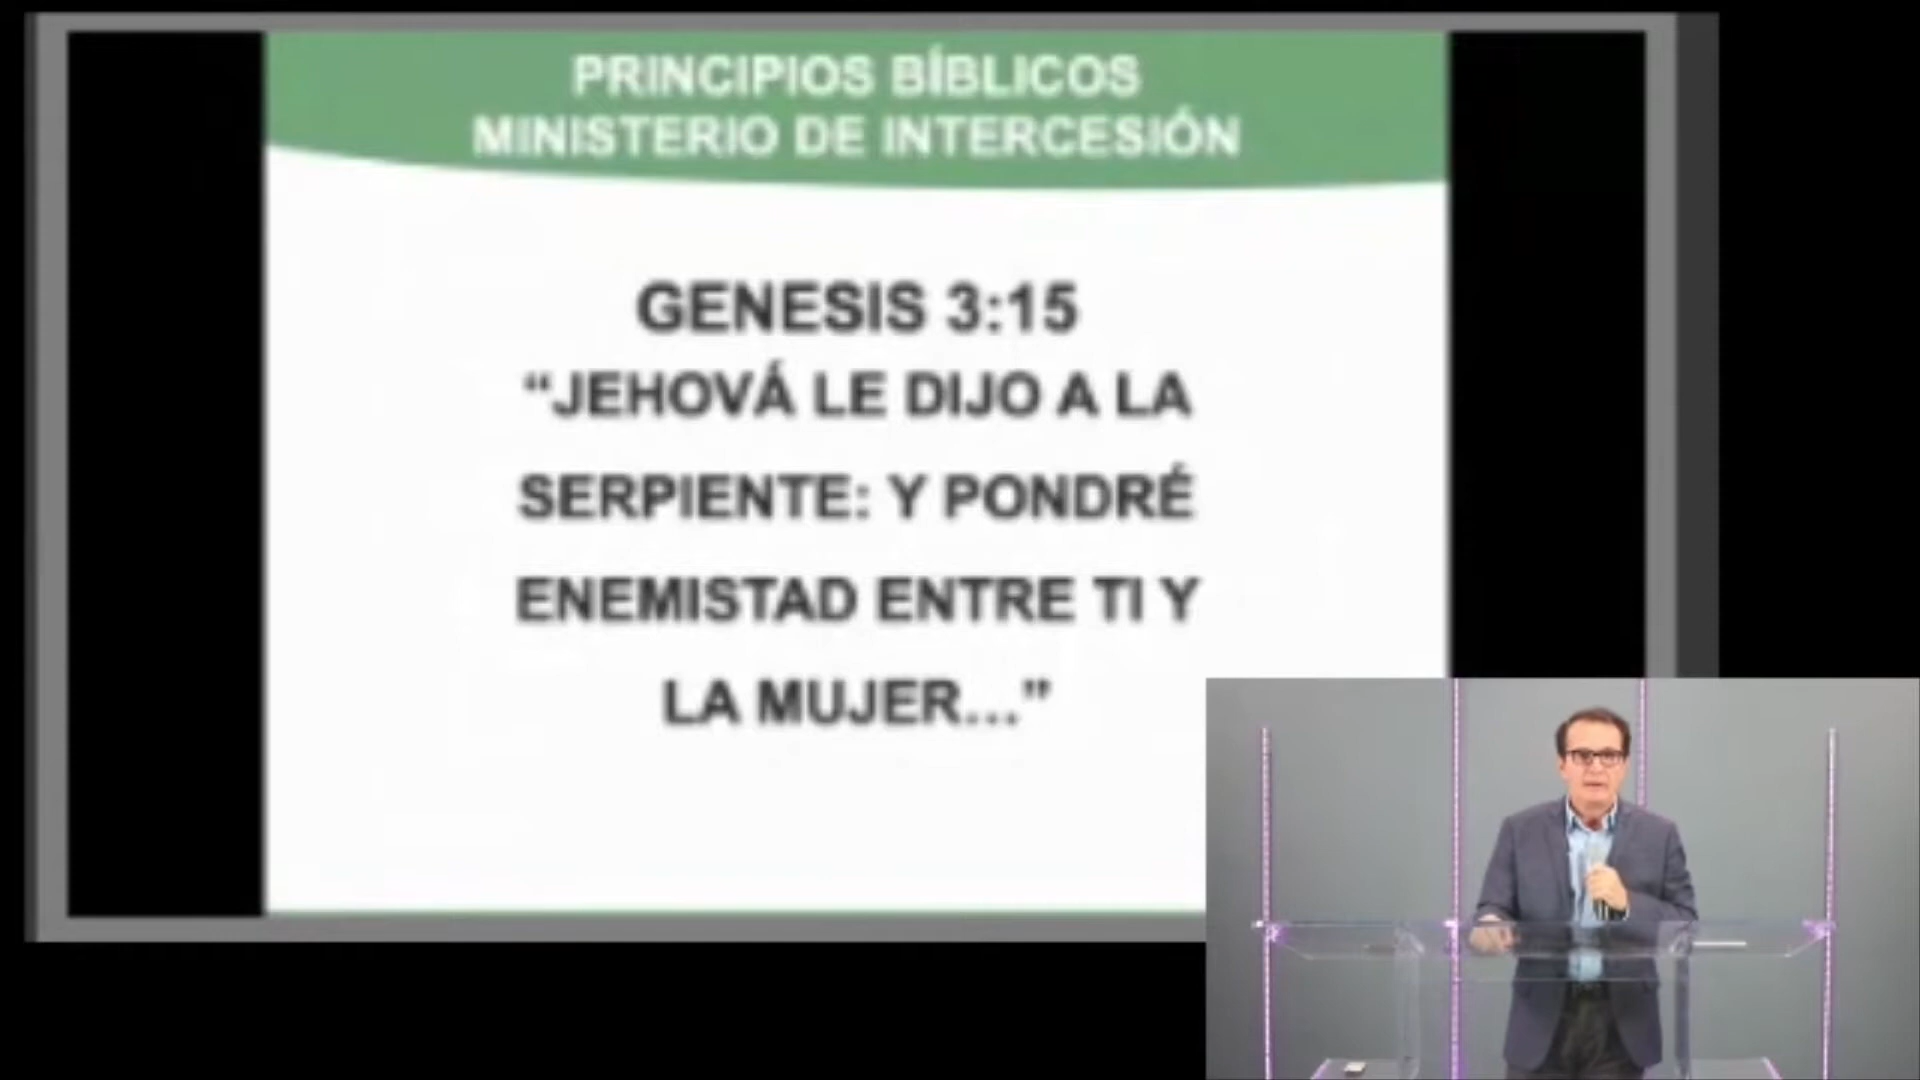 PRINCIPIOS BÍBLICOS
MINISTERIO DE INTERCESIÓN
GENESIS 3:15
“JEHOVÁ LE DIJO A LA
SERPIENTE: Y PONDRÉ
ENEMISTAD ENTRE TI Y
LA MUJER...”